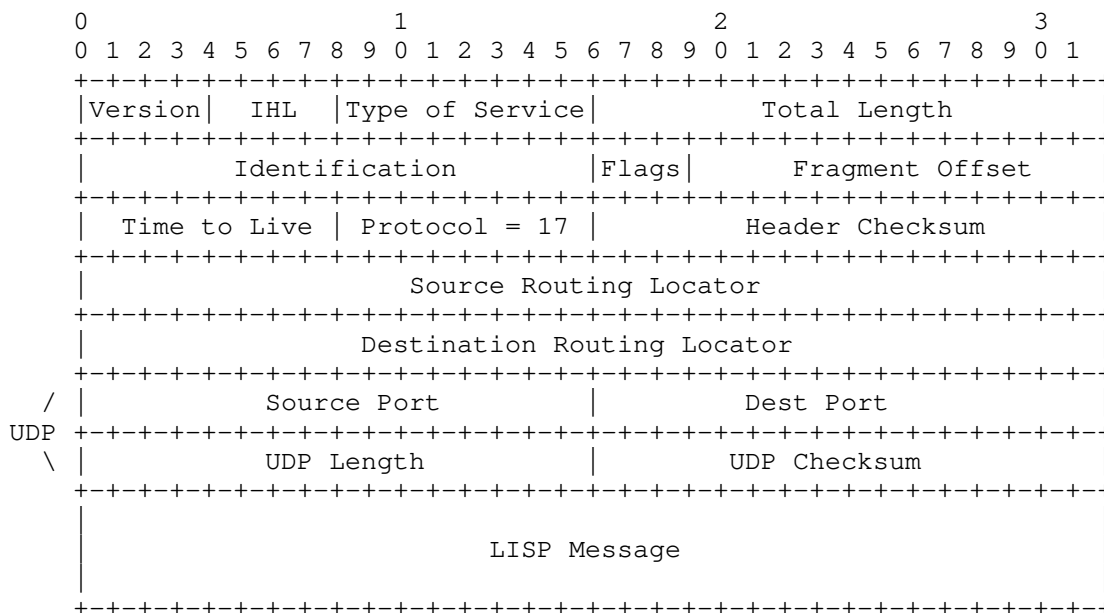 0                   1                   2                   3
0 1 2 3 4 5 6 7 8 9 0 1 2 3 4 5 6 7 8 9 0 1 2 3 4 5 6 7 8 9 0 1
|Version| IHL |Type of Service| Total Length
| Identification |Flags| Fragment Offset
| Time to Live | Protocol = 17 | Header Checksum
| Source Routing Locator
| Destination Routing Locator
/ | Source Port | Dest Port
UDP
\ | UDP Length | UDP Checksum
| LISP Message